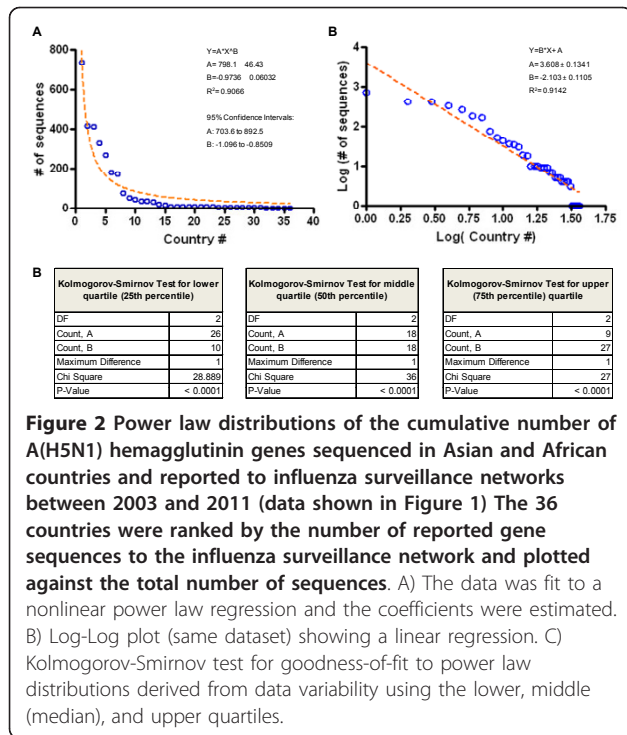 A
800
600
400
200
0
# of sequences
0 5 10 15 20 25 30 35 40
Country #
Y=A*X^B
A= 798.1 46.43
B=-0.9736 0.06032
R²=0.9066
95% Confidence Intervals:
A: 703.6 to 892.5
B: -1.096 to -0.8509
B
4
3
2
1
0
Log (# of sequences)
0.00 0.25 0.50 0.75 1.00 1.25 1.50 1.75
Log( Country #)
Y=B*X+A
A=3.608 ± 0.1341
B=-2.103 ± 0.1105
R²=0.9142
B
Kolmogorov-Smirnov Test for lower
quartile (25th percentile)
DF 2
Count, A 26
Count, B 10
Maximum Difference 1
Chi Square 28.889
P-Value < 0.0001
Kolmogorov-Smirnov Test for middle
quartile (50th percentile)
DF 2
Count, A 18
Count, B 18
Maximum Difference 1
Chi Square 36
P-Value < 0.0001
Kolmogorov-Smirnov Test for upper
(75th percentile) quartile
DF 2
Count, A 9
Count, B 27
Maximum Difference 1
Chi Square 27
P-Value < 0.0001
Figure 2 Power law distributions of the cumulative number of
A(H5N1) hemagglutinin genes sequenced in Asian and African
countries and reported to influenza surveillance networks
between 2003 and 2011 (data shown in Figure 1) The 36
countries were ranked by the number of reported gene
sequences to the influenza surveillance network and plotted
against the total number of sequences. A) The data was fit to a
nonlinear power law regression and the coefficients were estimated.
B) Log-Log plot (same dataset) showing a linear regression. C)
Kolmogorov-Smirnov test for goodness-of-fit to power law
distributions derived from data variability using the lower, middle
(median), and upper quartiles.